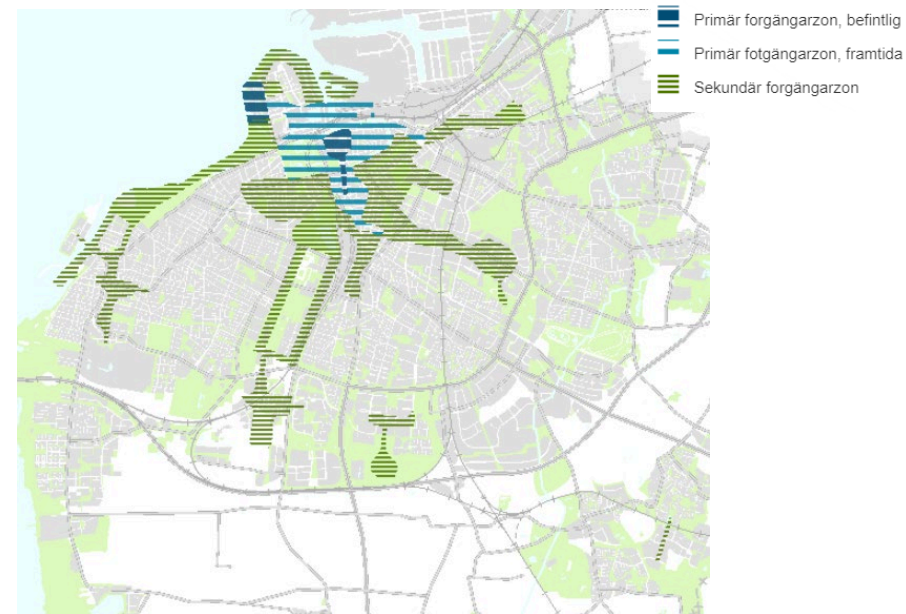 Primär forgängarzon, befintlig
Primär fotgängarzon, framtida
Sekundär forgängarzon